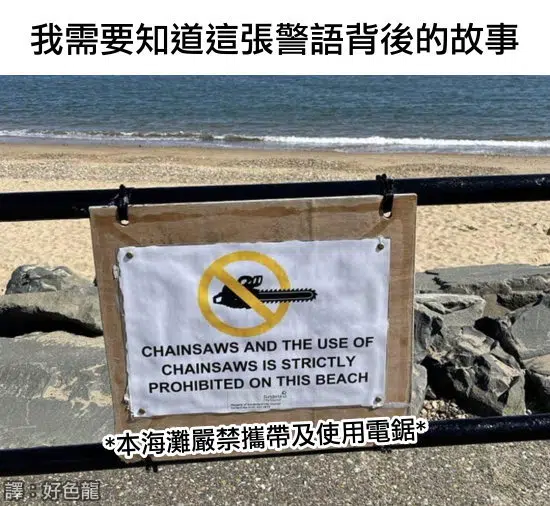 我需要知道這張警語背後的故事
CHAINSAWS AND THE USE OF
CHAINSAWS IS STRICTLY
PROHIBITED ON THIS BEACH
*本海灘嚴禁攜帶及使用電鋸*
譯：好色龍